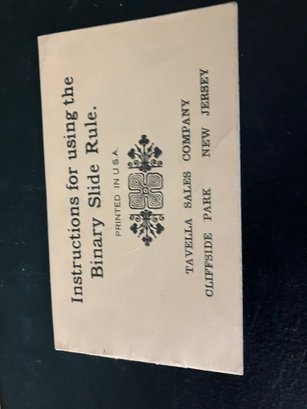 Instructions for using the
Binary Slide Rule.
PRINTED IN U.S.A.
TAVELLA SALES COMPANY
CLIFFSIDE PARK NEW JERSEY